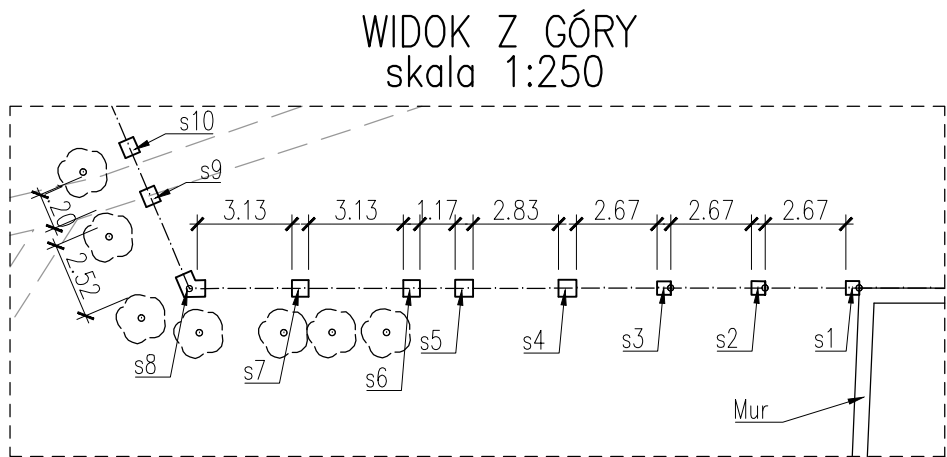 WIDOK Z GÓRY
skala 1:250
s10
s9
3.13 3.13 1.17 2.83 2.67 2.67 2.67
2.52
s8 s7 s6 s5 s4 s3 s2 s1
Mur